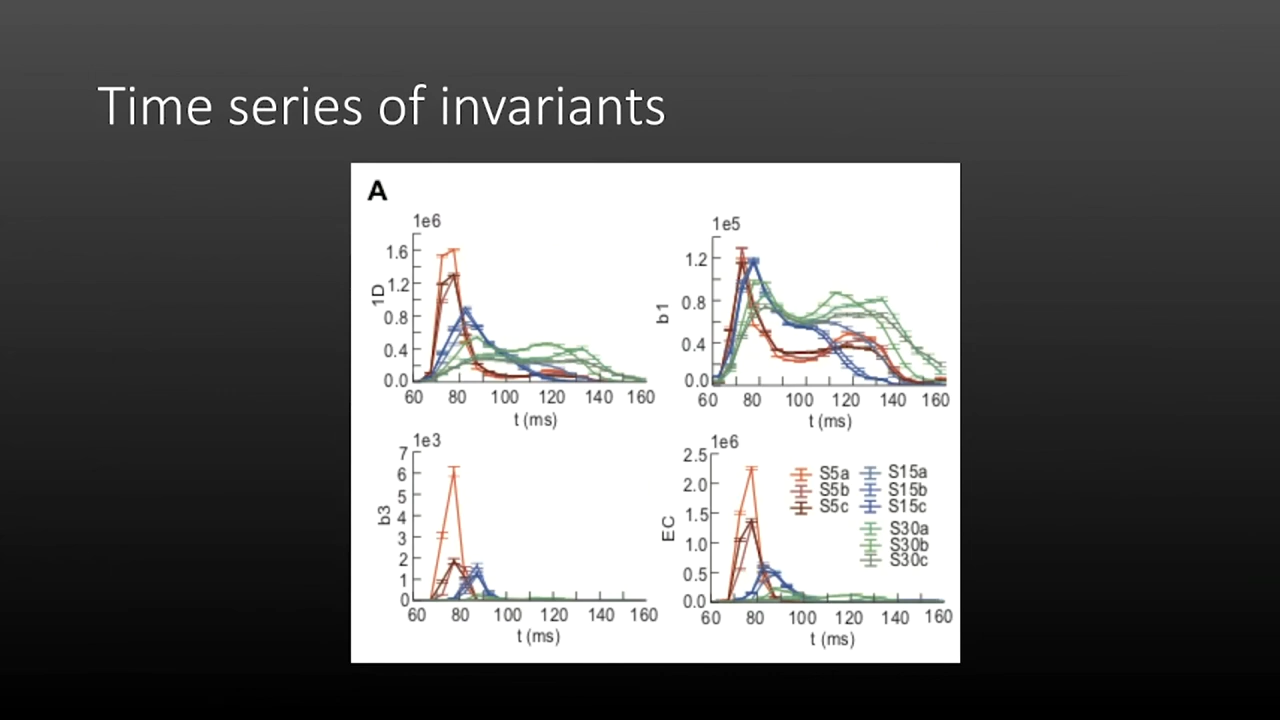 Time series of invariants
A
1e6
1D
1.6
1.2
0.8
0.4
0.0
60 80 100 120 140 160
t (ms)
1e5
b1
1.2
0.8
0.4
0.0
60 80 100 120 140 160
t (ms)
1e3
b3
7
6
5
4
3
2
1
0
60 80 100 120 140 160
t (ms)
1e6
EC
2.5
2.0
1.5
1.0
0.5
0.0
60 80 100 120 140 160
t (ms)
S5a
S5b
S5c
S15a
S15b
S15c
S30a
S30b
S30c